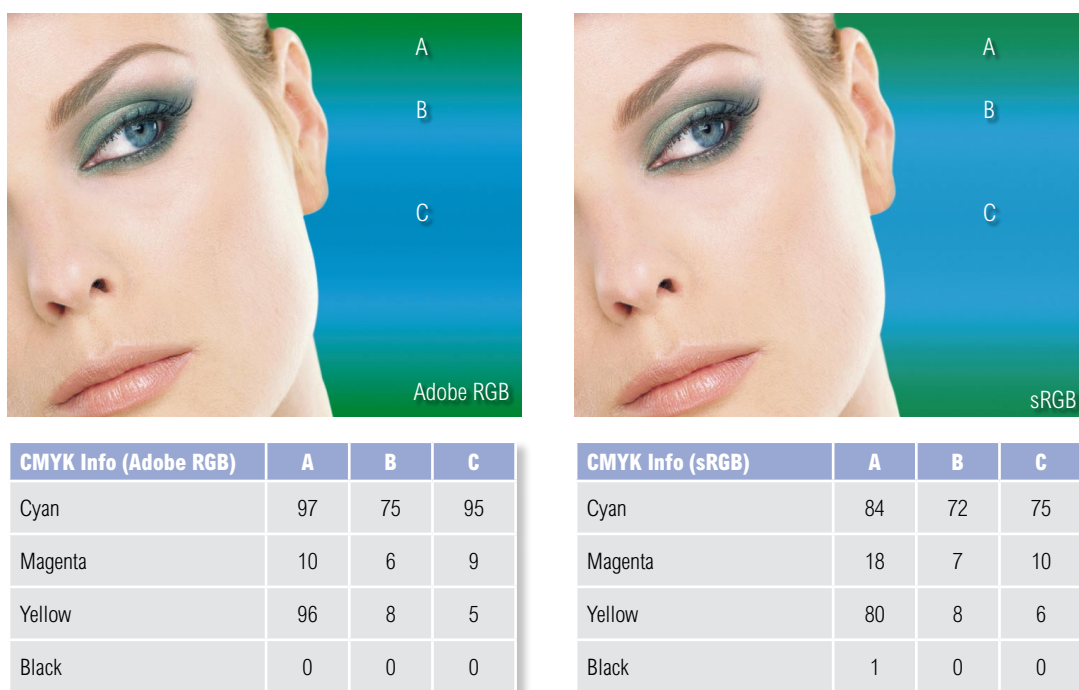 A
B
C
Adobe RGB
A
B
C
sRGB
CMYK Info (Adobe RGB) A B C
Cyan 97 75 95
Magenta 10 6 9
Yellow 96 8 5
Black 0 0 0
CMYK Info (sRGB) A B C
Cyan 84 72 75
Magenta 18 7 10
Yellow 80 8 6
Black 1 0 0